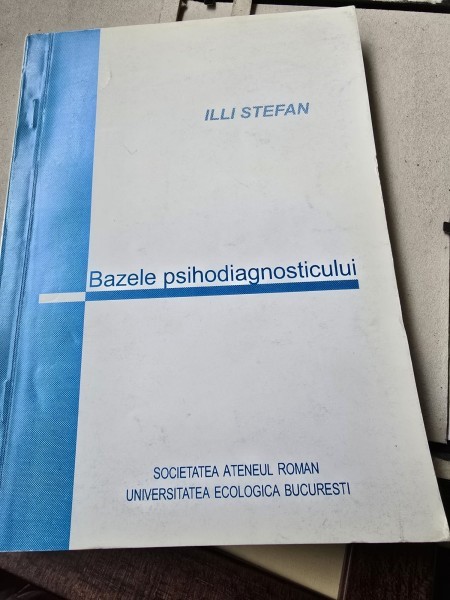 ILLI STEFAN
Bazele psihodiagnosticului
SOCIETATEA ATENEUL ROMAN
UNIVERSITATEA ECOLOGICA BUCURESTI